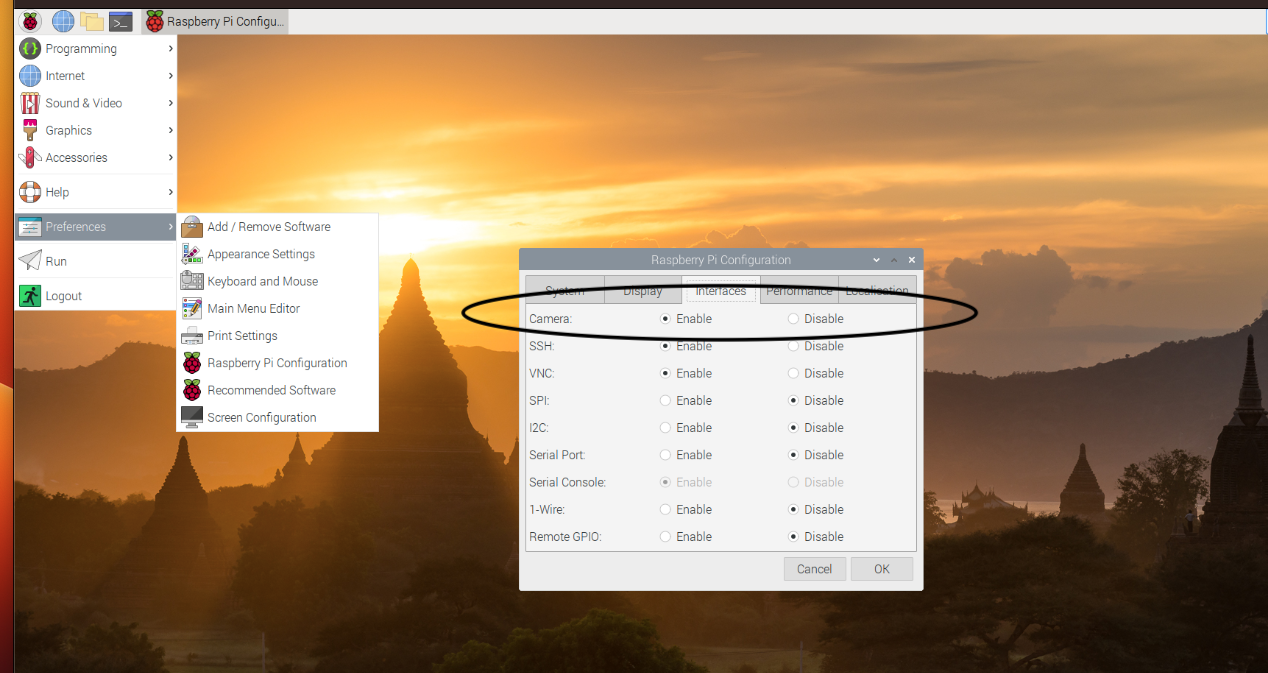 Raspberry Pi Configu...
Programming
Internet
Sound & Video
Graphics
Accessories
Help
Preferences
Run
Logout
Add / Remove Software
Appearance Settings
Keyboard and Mouse
Main Menu Editor
Print Settings
Raspberry Pi Configuration
Recommended Software
Screen Configuration
Raspberry Pi Configuration
System Display Interfaces Performance Localisation
Camera: Enable Disable
SSH: Enable Disable
VNC: Enable Disable
SPI: Enable Disable
I2C: Enable Disable
Serial Port: Enable Disable
Serial Console: Enable Disable
1-Wire: Enable Disable
Remote GPIO: Enable Disable
Cancel OK